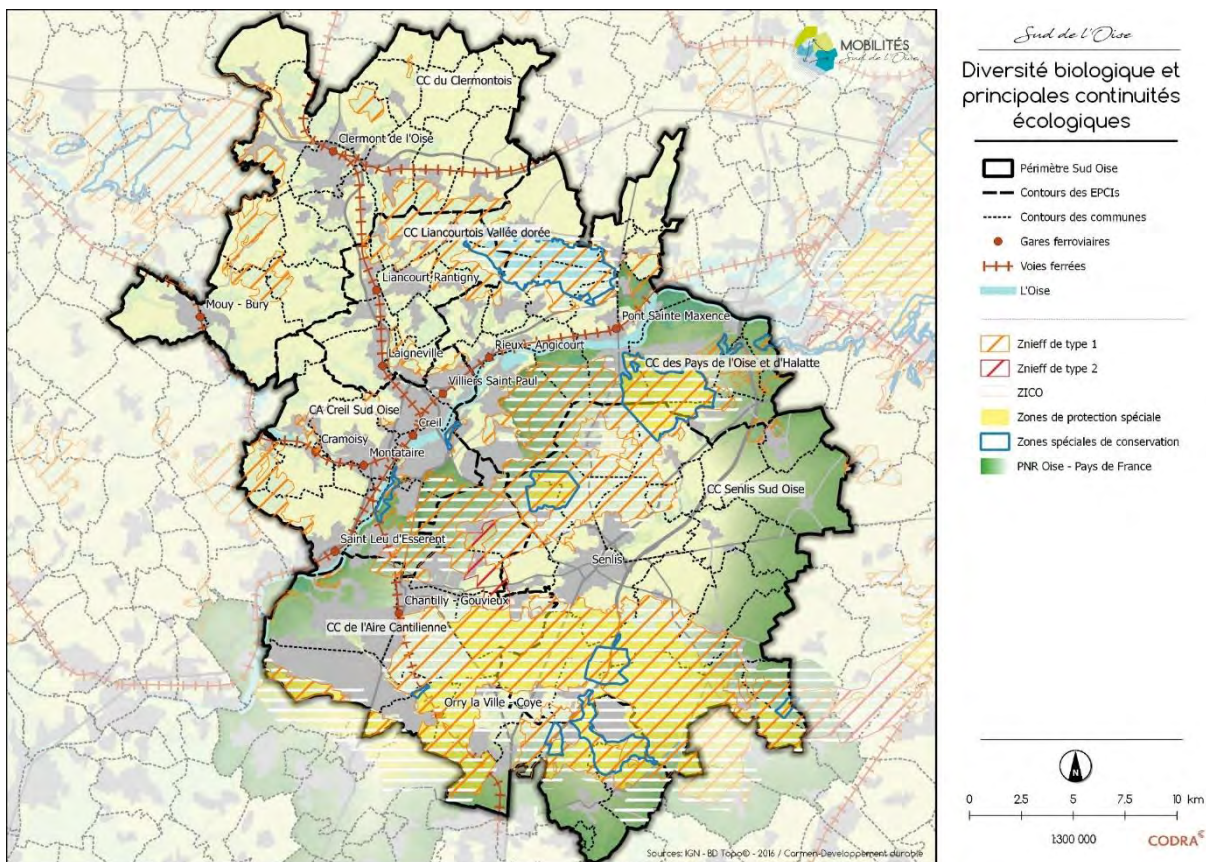 MOBILITÉS
Sud de l'Oise
CC du Clermontois
Clermont de l'Oise
CC Liancourtois Vallée dorée
Liancourt Rantigny
Mouy - Bury
Pont Sainte Maxence
Rieux - Angicourt
Laigneville
CC des Pays de l'Oise et d'Halatte
Villiers Saint Paul
CA Creil Sud Oise
Creil
Cramoisy
Montataire
CC Senlis Sud Oise
Saint Leu d'Esserent
Senlis
Chantilly - Gouvieux
CC de l'Aire Cantilienne
Orry la Ville - Coye
Sources: IGN - BD Topo© - 2016 / Carmen-Developpement durable
Sud de l'Oise
Diversité biologique et
principales continuités
écologiques
Périmètre Sud Oise
Contours des EPCIs
Contours des communes
Gares ferroviaires
Voies ferrées
L'Oise
Znieff de type 1
Znieff de type 2
ZICO
Zones de protection spéciale
Zones spéciales de conservation
PNR Oise - Pays de France
N
0 2.5 5 7.5 10 km
1300 000
CODRA